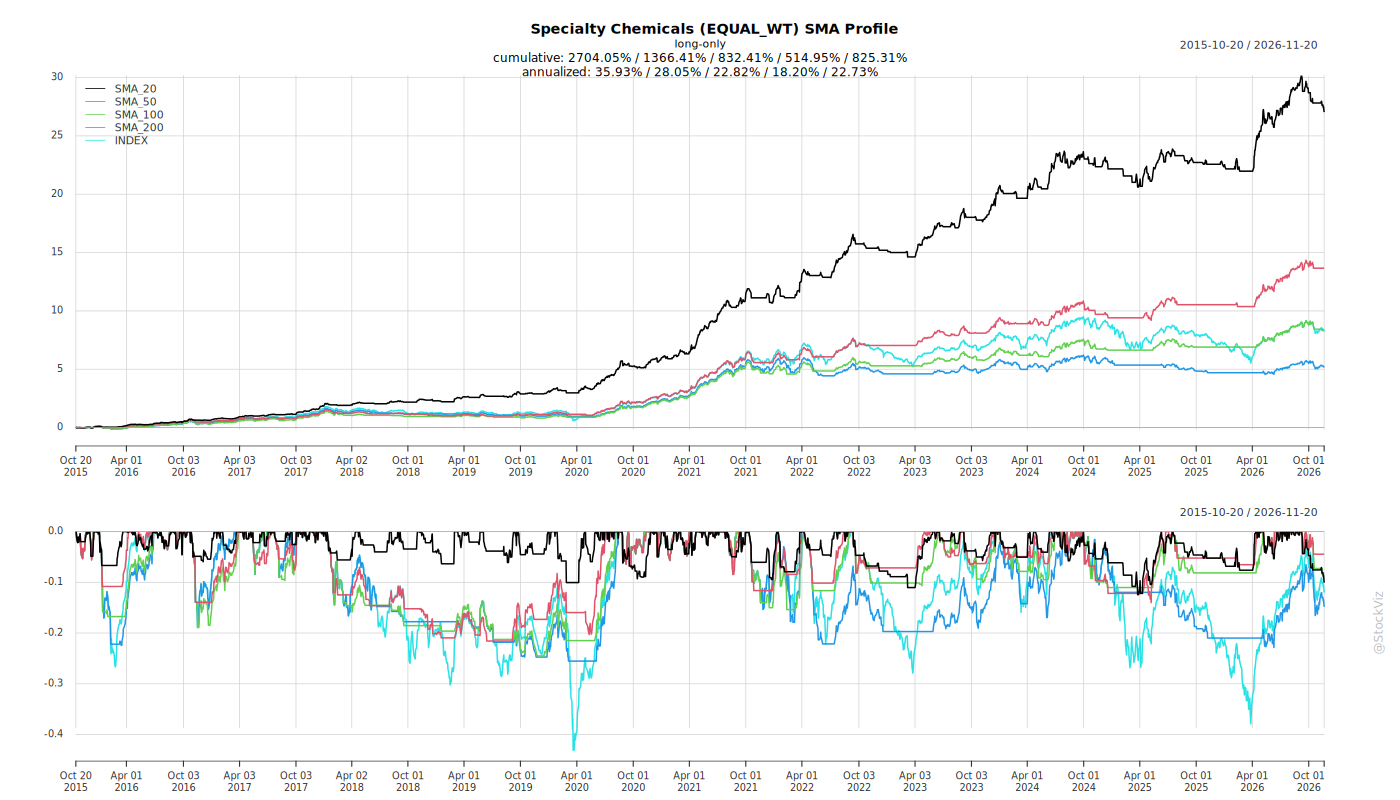 Specialty Chemicals (EQUAL_WT) SMA Profile
long-only
2015-10-20 / 2026-11-20
cumulative: 2704.05% / 1366.41% / 832.41% / 514.95% / 825.31%
annualized: 35.93% / 28.05% / 22.82% / 18.20% / 22.73%
SMA_20
SMA_50
SMA_100
SMA_200
INDEX
30
25
20
15
10
5
0
Oct 20 Apr 01 Oct 03 Apr 03 Oct 03 Apr 02 Oct 01 Apr 01 Oct 01 Apr 01 Oct 01 Apr 01 Oct 01 Apr 01 Oct 03 Apr 03 Oct 03 Apr 01 Oct 01 Apr 01 Oct 01 Apr 01 Oct 01
2015 2016 2016 2017 2017 2018 2018 2019 2019 2020 2020 2021 2021 2022 2022 2023 2023 2024 2024 2025 2025 2026 2026
2015-10-20 / 2026-11-20
0.0
-0.1
-0.2
-0.3
-0.4
Oct 20 Apr 01 Oct 03 Apr 03 Oct 03 Apr 02 Oct 01 Apr 01 Oct 01 Apr 01 Oct 01 Apr 01 Oct 01 Apr 01 Oct 03 Apr 03 Oct 03 Apr 01 Oct 01 Apr 01 Oct 01 Apr 01 Oct 01
2015 2016 2016 2017 2017 2018 2018 2019 2019 2020 2020 2021 2021 2022 2022 2023 2023 2024 2024 2025 2025 2026 2026
@StockViz